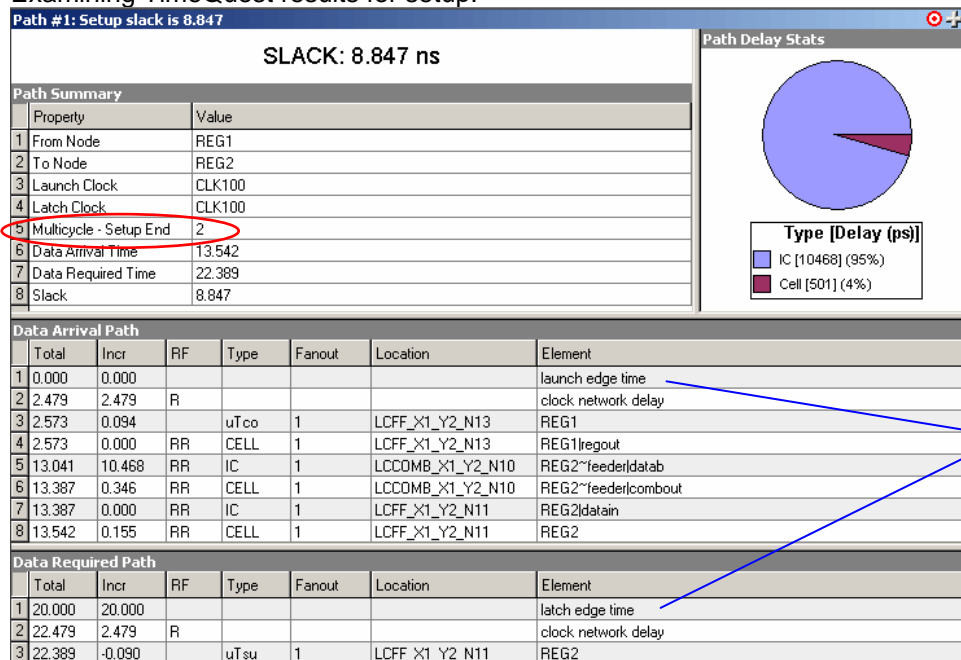 Examining TimeQuest results for setup:
Path #1: Setup slack is 8.847
SLACK: 8.847 ns
Path Summary
Property Value
1 From Node REG1
2 To Node REG2
3 Launch Clock CLK100
4 Latch Clock CLK100
5 Multicycle - Setup End 2
6 Data Arrival Time 13.542
7 Data Required Time 22.389
8 Slack 8.847
Path Delay Stats
Type [Delay (ps)]
IC [10468] (95%)
Cell [501] (4%)
Data Arrival Path
Total Incr RF Type Fanout Location Element
1 0.000 0.000 launch edge time
2 2.479 2.479 R clock network delay
3 2.573 0.094 uTco 1 LCFF_X1_Y2_N13 REG1
4 2.573 0.000 RR CELL 1 LCFF_X1_Y2_N13 REG1|regout
5 13.041 10.468 RR IC 1 LCCOMB_X1_Y2_N10 REG2~feeder|datab
6 13.387 0.346 RR CELL 1 LCCOMB_X1_Y2_N10 REG2~feeder|combout
7 13.387 0.000 RR IC 1 LCFF_X1_Y2_N11 REG2|datain
8 13.542 0.155 RR CELL 1 LCFF_X1_Y2_N11 REG2
Data Required Path
Total Incr RF Type Fanout Location Element
1 20.000 20.000 latch edge time
2 22.479 2.479 R clock network delay
3 22.389 -0.090 uTsu 1 LCFF_X1_Y2_N11 REG2